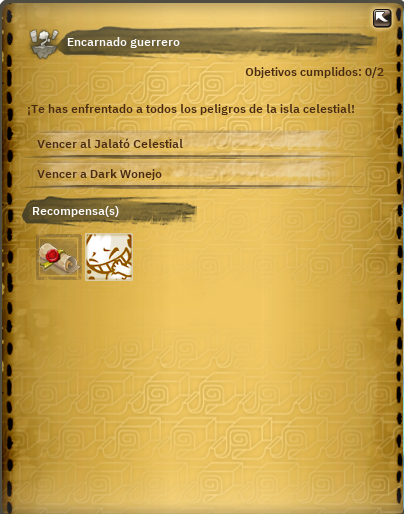 Encarnado guerrero
Objetivos cumplidos: 0/2
¡Te has enfrentado a todos los peligros de la isla celestial!
Vencer al Jalató Celestial
Vencer a Dark Wonejo
Recompensa(s)